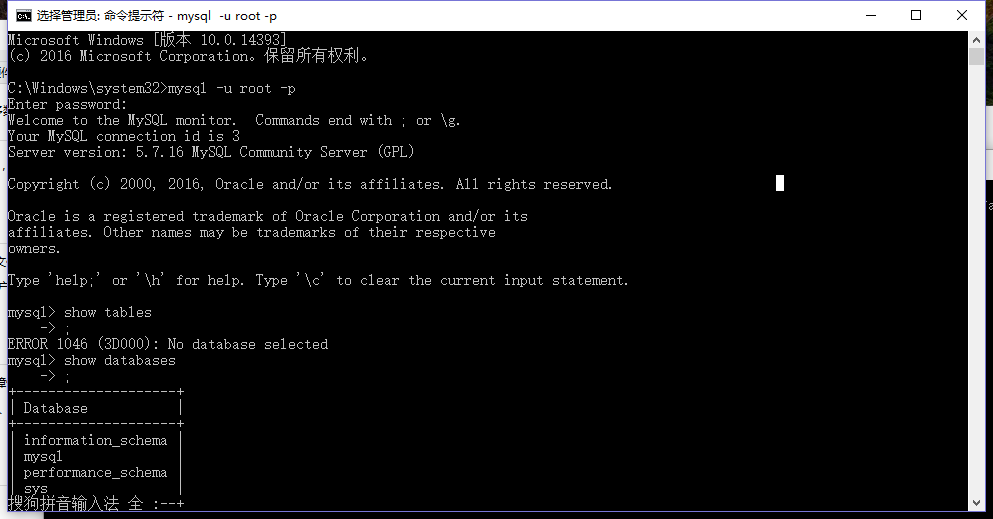 选择管理员: 命令提示符 - mysql  -u root -p
Microsoft Windows [版本 10.0.14393]
(c) 2016 Microsoft Corporation。保留所有权利。
C:\Windows\system32>mysql -u root -p
Enter password:
Welcome to the MySQL monitor.  Commands end with ; or \g.
Your MySQL connection id is 3
Server version: 5.7.16 MySQL Community Server (GPL)
Copyright (c) 2000, 2016, Oracle and/or its affiliates. All rights reserved.
Oracle is a registered trademark of Oracle Corporation and/or its
affiliates. Other names may be trademarks of their respective
owners.
Type 'help;' or '\h' for help. Type '\c' to clear the current input statement.
mysql> show tables
    -> ;
ERROR 1046 (3D000): No database selected
mysql> show databases
    -> ;
+--------------------+
| Database           |
+--------------------+
| information_schema |
| mysql              |
| performance_schema |
| sys                |
搜狗拼音输入法 全 :--+